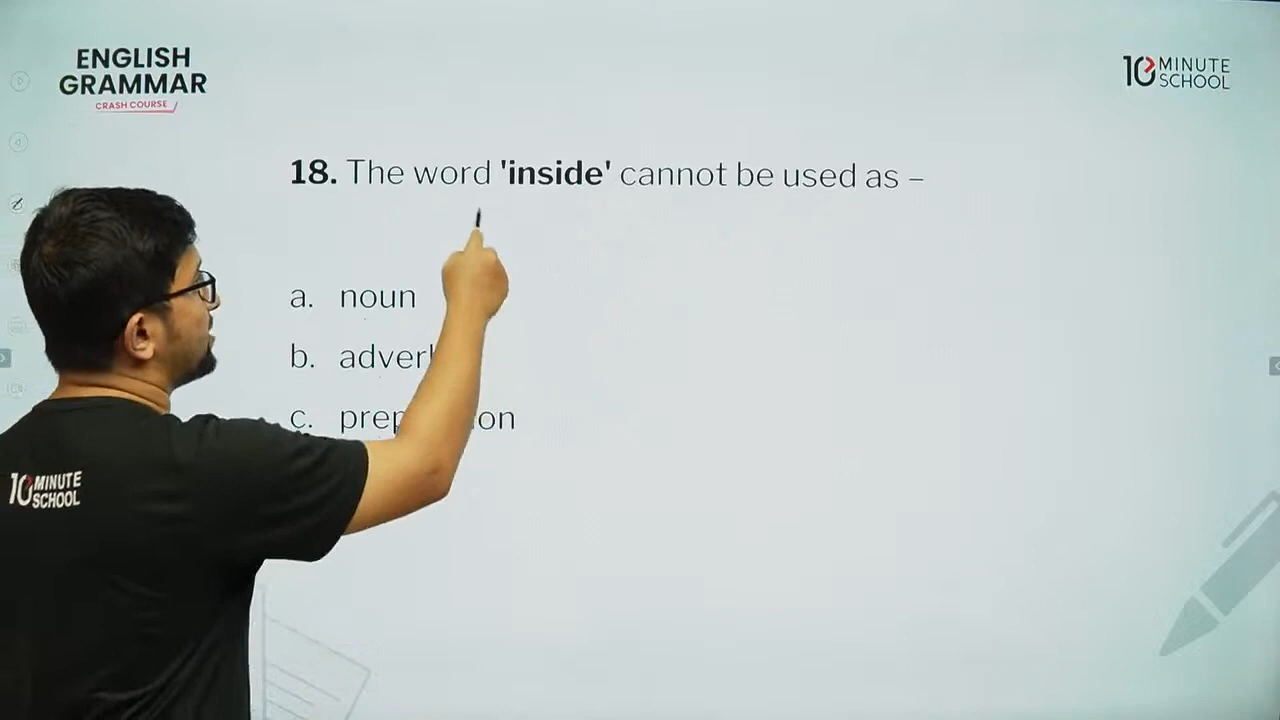 ENGLISH
GRAMMAR
CRASH COURSE
10 MINUTE
SCHOOL
18. The word 'inside' cannot be used as –
a. noun
b.
c.
10 MINUTE
SCHOOL